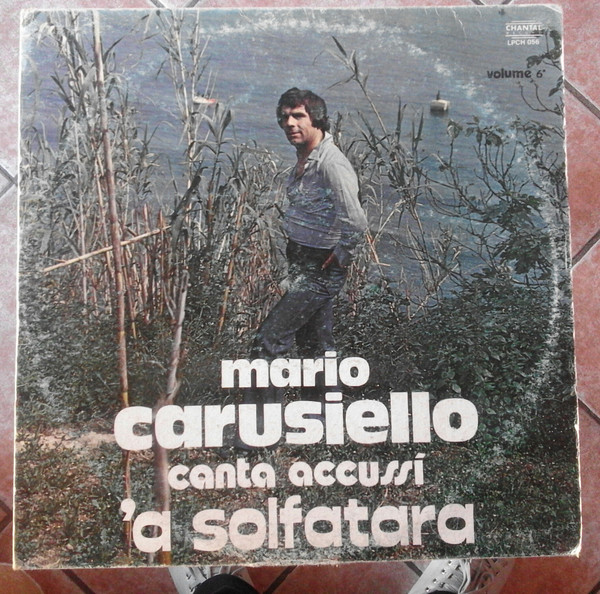 CHANTAL
LPCH 056
volume 6°
mario
carusiello
canta accussí
'a solfatara